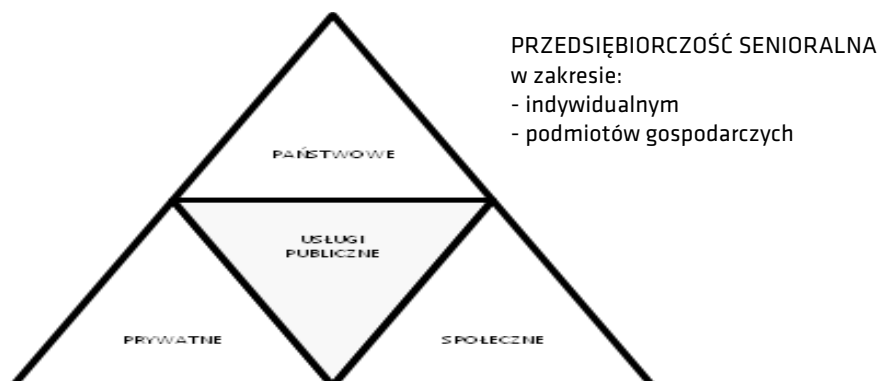 PRZEDSIĘBIORCZOŚĆ SENIORALNA
w zakresie:
- indywidualnym
- podmiotów gospodarczych
PAŃSTWOWE
USŁUGI
PUBLICZNE
PRYWATNE
SPOŁECZNE